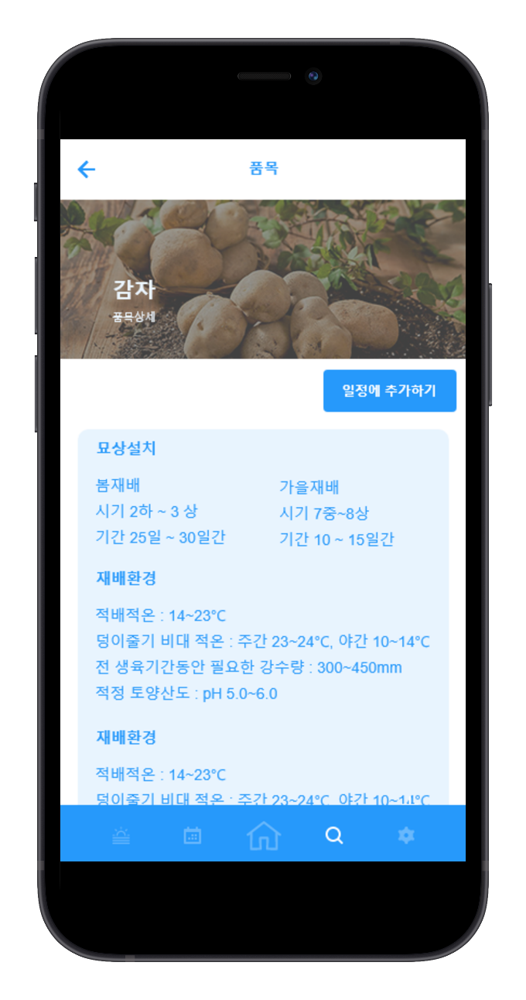 품목
감자
품목상세
일정에 추가하기
묘상설치
봄재배
시기 2하 ~ 3 상
기간 25일 ~ 30일간
가을재배
시기 7중~8상
기간 10 ~ 15일간
재배환경
적배적온 : 14~23°C
덩이줄기 비대 적온 : 주간 23~24°C, 야간 10~14°C
전 생육기간동안 필요한 강수량 : 300~450mm
적정 토양산도 : pH 5.0~6.0
재배환경
적배적온 : 14~23°C
덩이줄기 비대 적온 : 주간 23~24°C, 야간 10~14°C